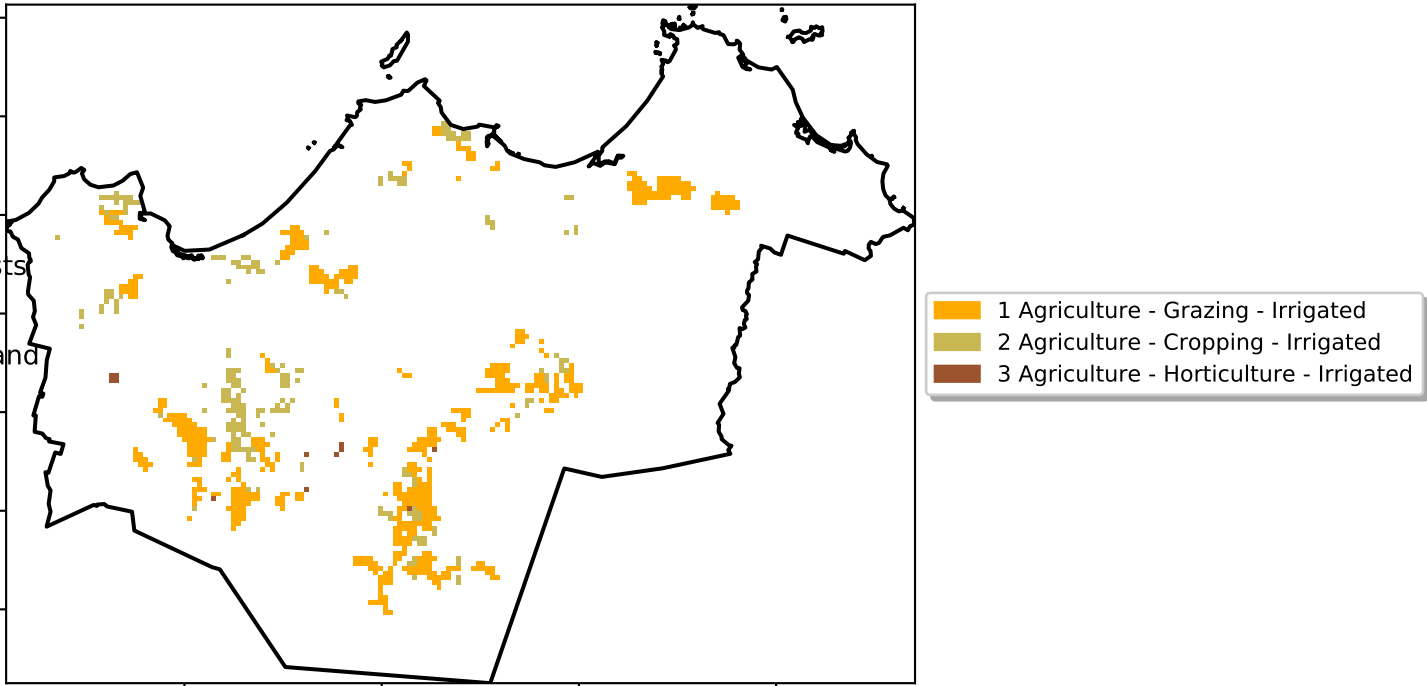 1 Agriculture - Grazing - Irrigated
2 Agriculture - Cropping - Irrigated
3 Agriculture - Horticulture - Irrigated